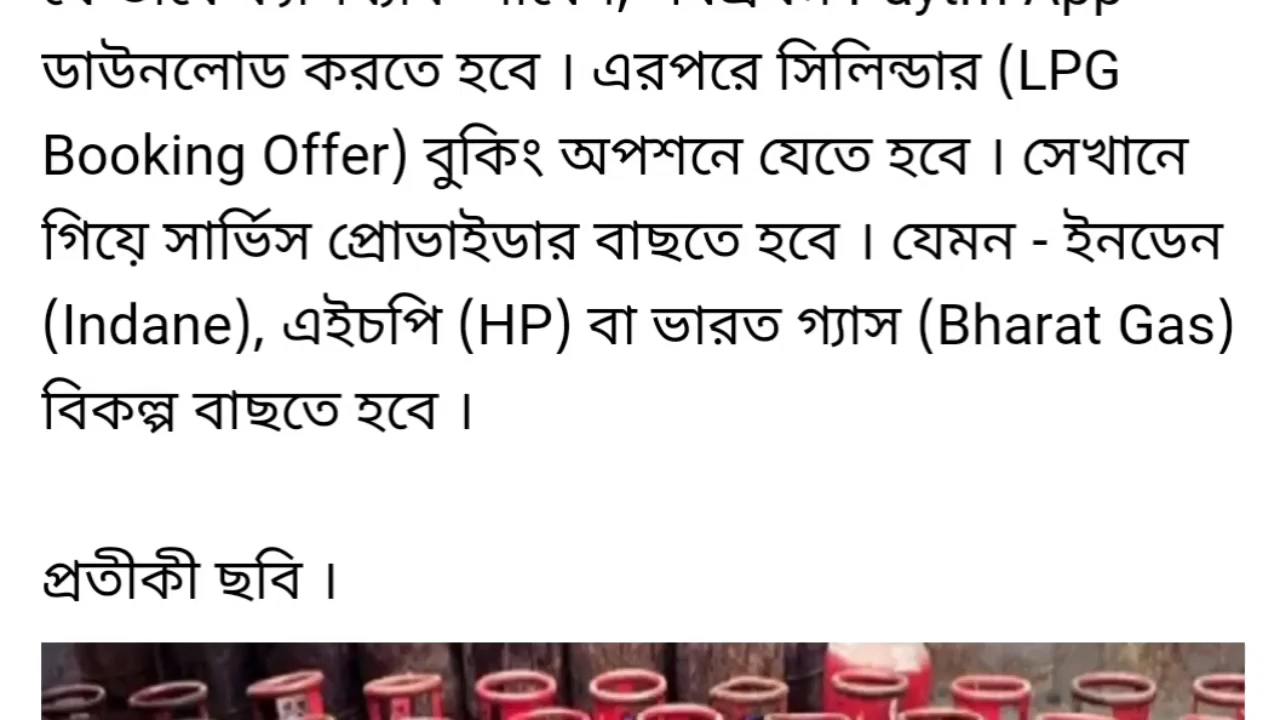 App
ডাউনলোড করতে হবে । এরপরে সিলিন্ডার (LPG
Booking Offer) বুকিং অপশনে যেতে হবে । সেখানে
গিয়ে সার্ভিস প্রোভাইডার বাছতে হবে । যেমন - ইনডেন
(Indane), এইচপি (HP) বা ভারত গ্যাস (Bharat Gas)
বিকল্প বাছতে হবে ।
প্রতীকী ছবি ।